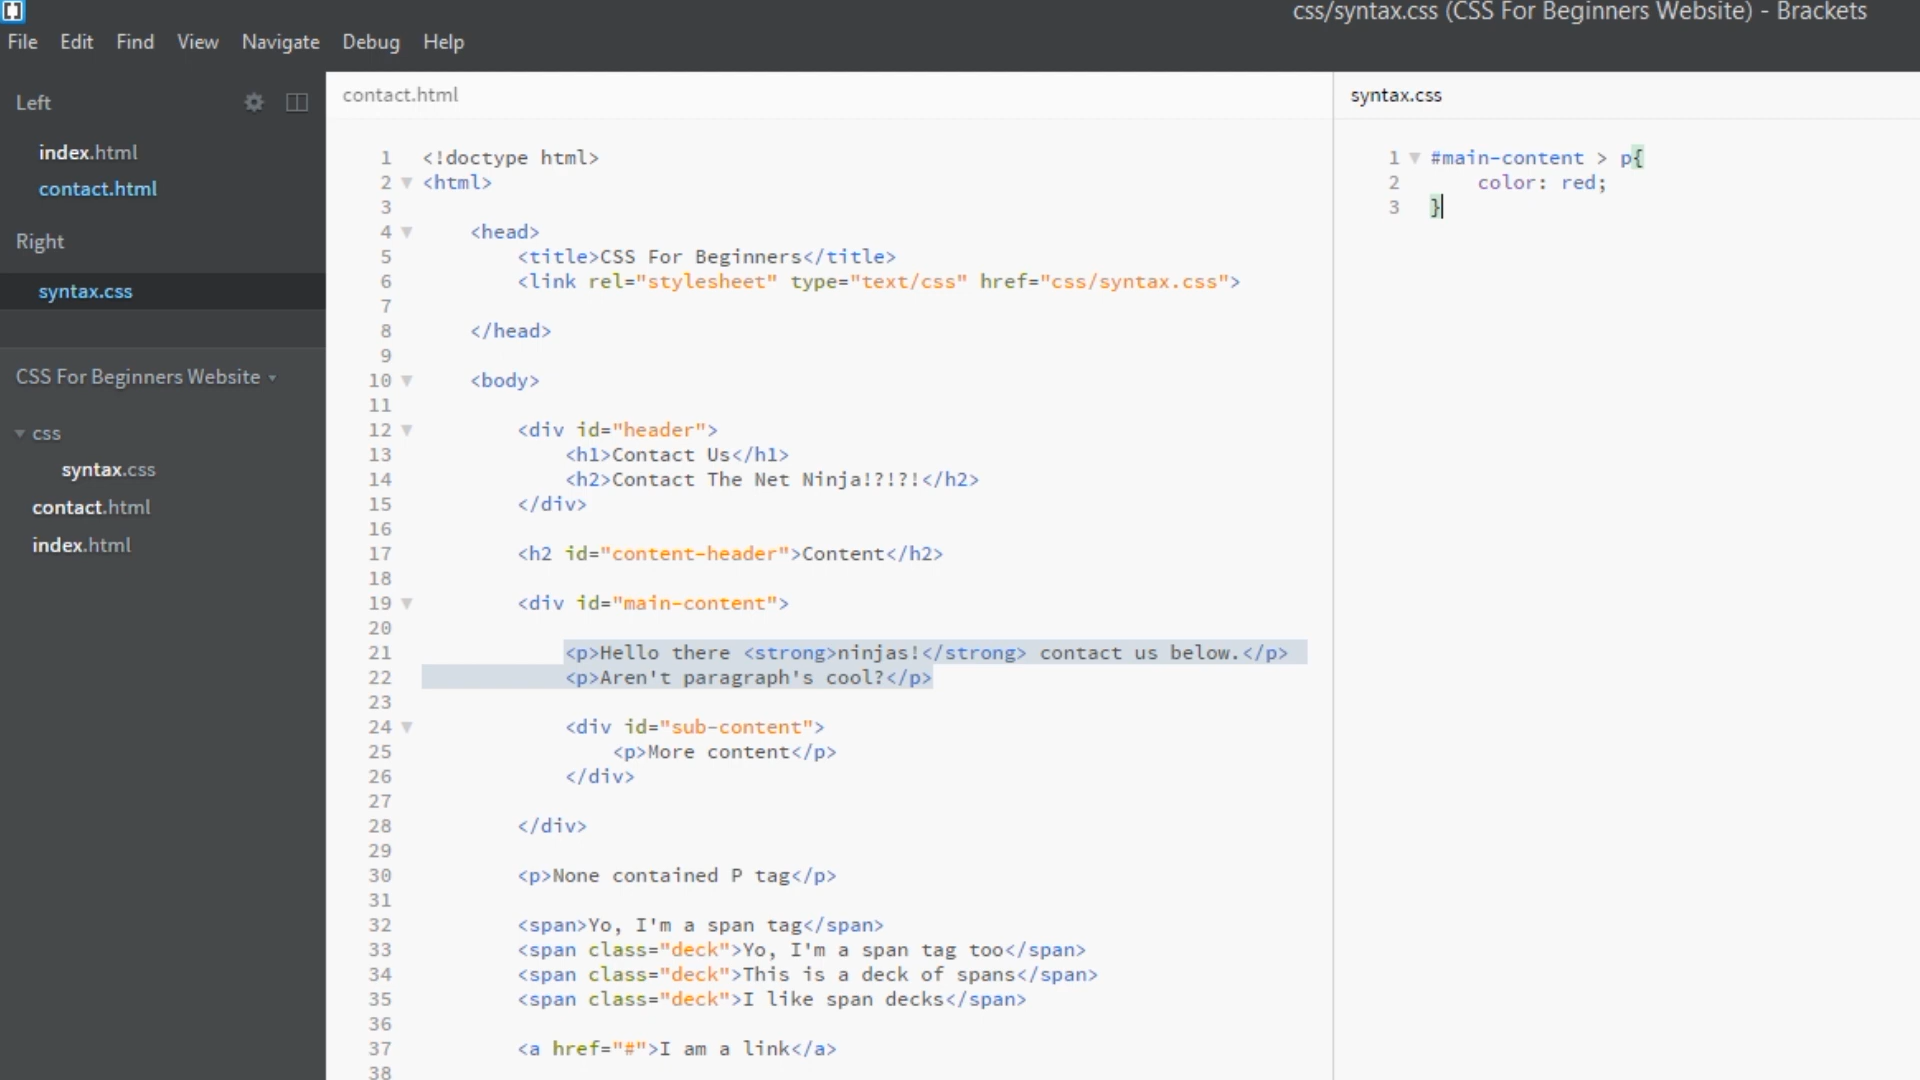 css/syntax.css (CSS For Beginners Website) - Brackets
File Edit Find View Navigate Debug Help
Left
index.html
contact.html
Right
syntax.css
CSS For Beginners Website
css
syntax.css
contact.html
index.html
contact.html
1 <!doctype html>
2 <html>
3
4 <head>
5 <title>CSS For Beginners</title>
6 <link rel="stylesheet" type="text/css" href="css/syntax.css">
7
8 </head>
9
10 <body>
11
12 <div id="header">
13 <h1>Contact Us</h1>
14 <h2>Contact The Net Ninja!?!?!</h2>
15 </div>
16
17 <h2 id="content-header">Content</h2>
18
19 <div id="main-content">
20
21 <p>Hello there <strong>ninjas!</strong> contact us below.</p>
22 <p>Aren't paragraph's cool?</p>
23
24 <div id="sub-content">
25 <p>More content</p>
26 </div>
27
28 </div>
29
30 <p>None contained P tag</p>
31
32 <span>Yo, I'm a span tag</span>
33 <span class="deck">Yo, I'm a span tag too</span>
34 <span class="deck">This is a deck of spans</span>
35 <span class="deck">I like span decks</span>
36
37 <a href="#">I am a link</a>
38
syntax.css
1 #main-content > p{
2 color: red;
3 }